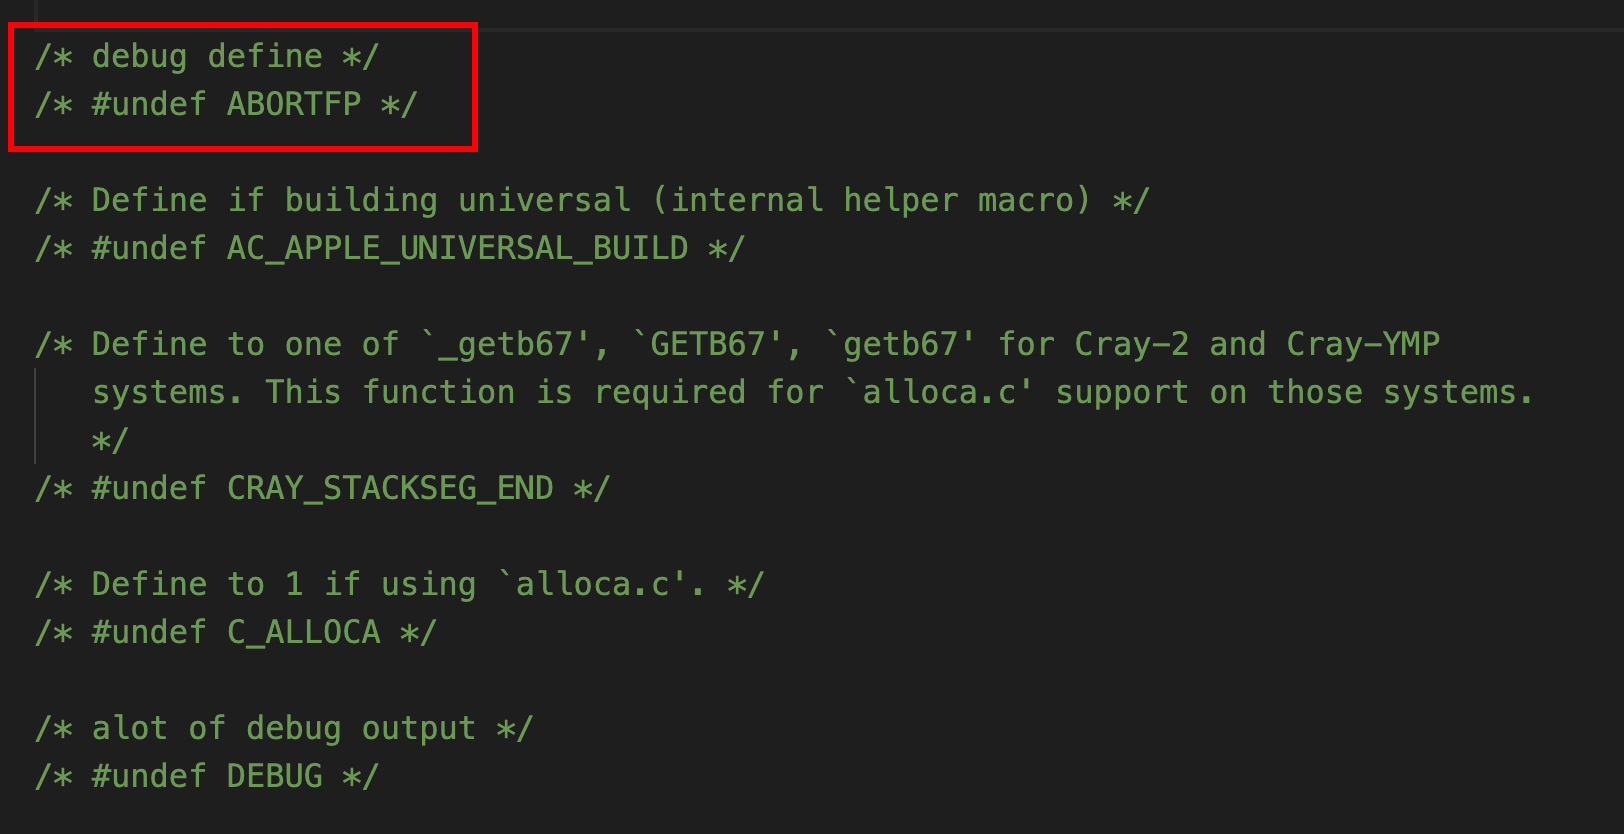 /* debug define */
/* #undef ABORTFP */
/* Define if building universal (internal helper macro) */
/* #undef AC_APPLE_UNIVERSAL_BUILD */
/* Define to one of `_getb67', `GETB67', `getb67' for Cray-2 and Cray-YMP
systems. This function is required for `alloca.c' support on those systems.
*/
/* #undef CRAY_STACKSEG_END */
/* Define to 1 if using `alloca.c'. */
/* #undef C_ALLOCA */
/* alot of debug output */
/* #undef DEBUG */